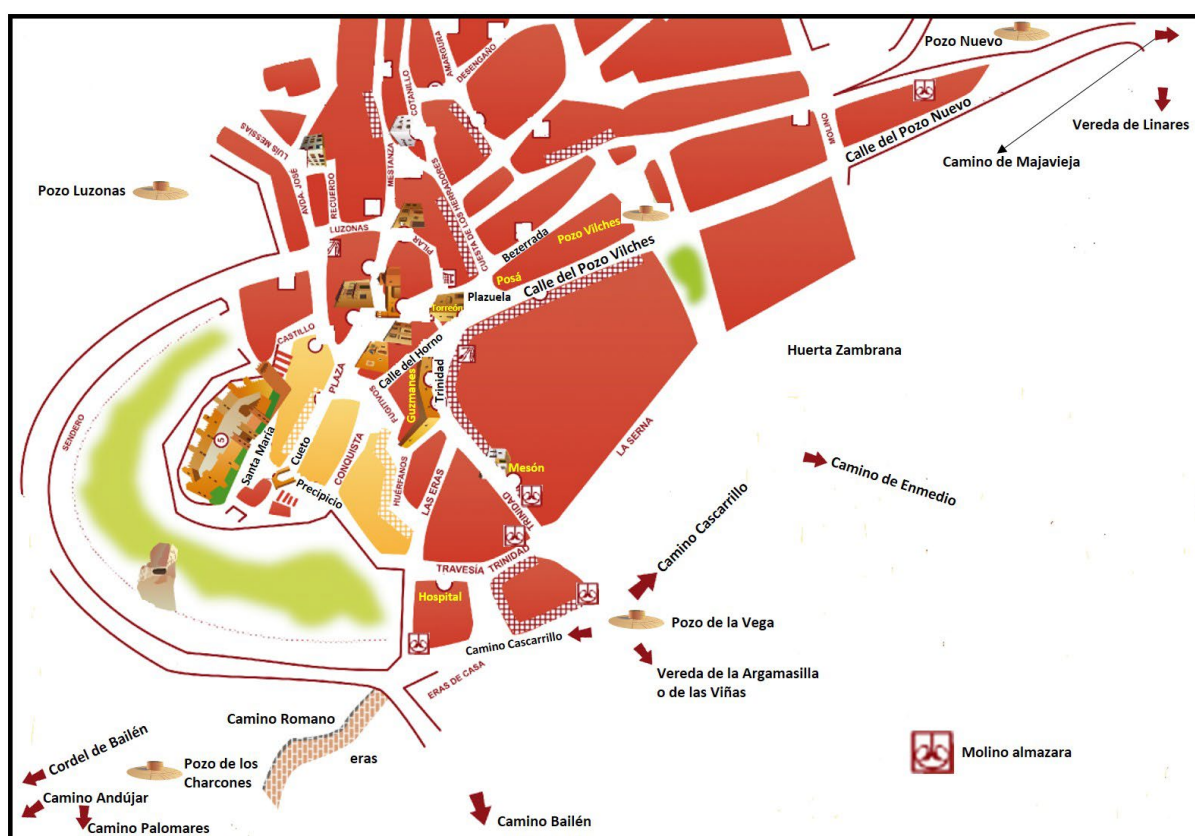 Pozo Nuevo
Vereda de Linares
Camino de Majavieja
Calle del Pozo Nuevo
MOLINO
AMARGURA
DESENGAÑO
COTANILLO
MESTANZA
LUÍS MESSÍAS
AVDA. JOSÉ
RECUERDO
LUZONAS
PILAR
CUESTA DE LOS HERRADORES
Pozo Luzonas
Bezerrada
Pozo Vilches
Calle del Pozo Vilches
Posá
Plazuela
Torreón
CASTILLO
PLAZA
Calle del Horno
Trinidad
Guzmanes
FUGITIVOS
Huerta Zambrana
SENDERO
5
Santa María
Cueto
CONQUISTA
Precipicio
HUÉRFANOS
LAS ERAS
Mesón
TRINIDAD
LA SERNA
Camino de Enmedio
Camino Cascarrillo
TRAVESÍA TRINIDAD
Hospital
Pozo de la Vega
Camino Cascarrillo
Vereda de la Argamasilla
o de las Viñas
ERAS DE CASA
Camino Romano
eras
Cordel de Bailén
Pozo de los
Charcones
Camino Andújar
Camino Palomares
Camino Bailén
Molino almazara